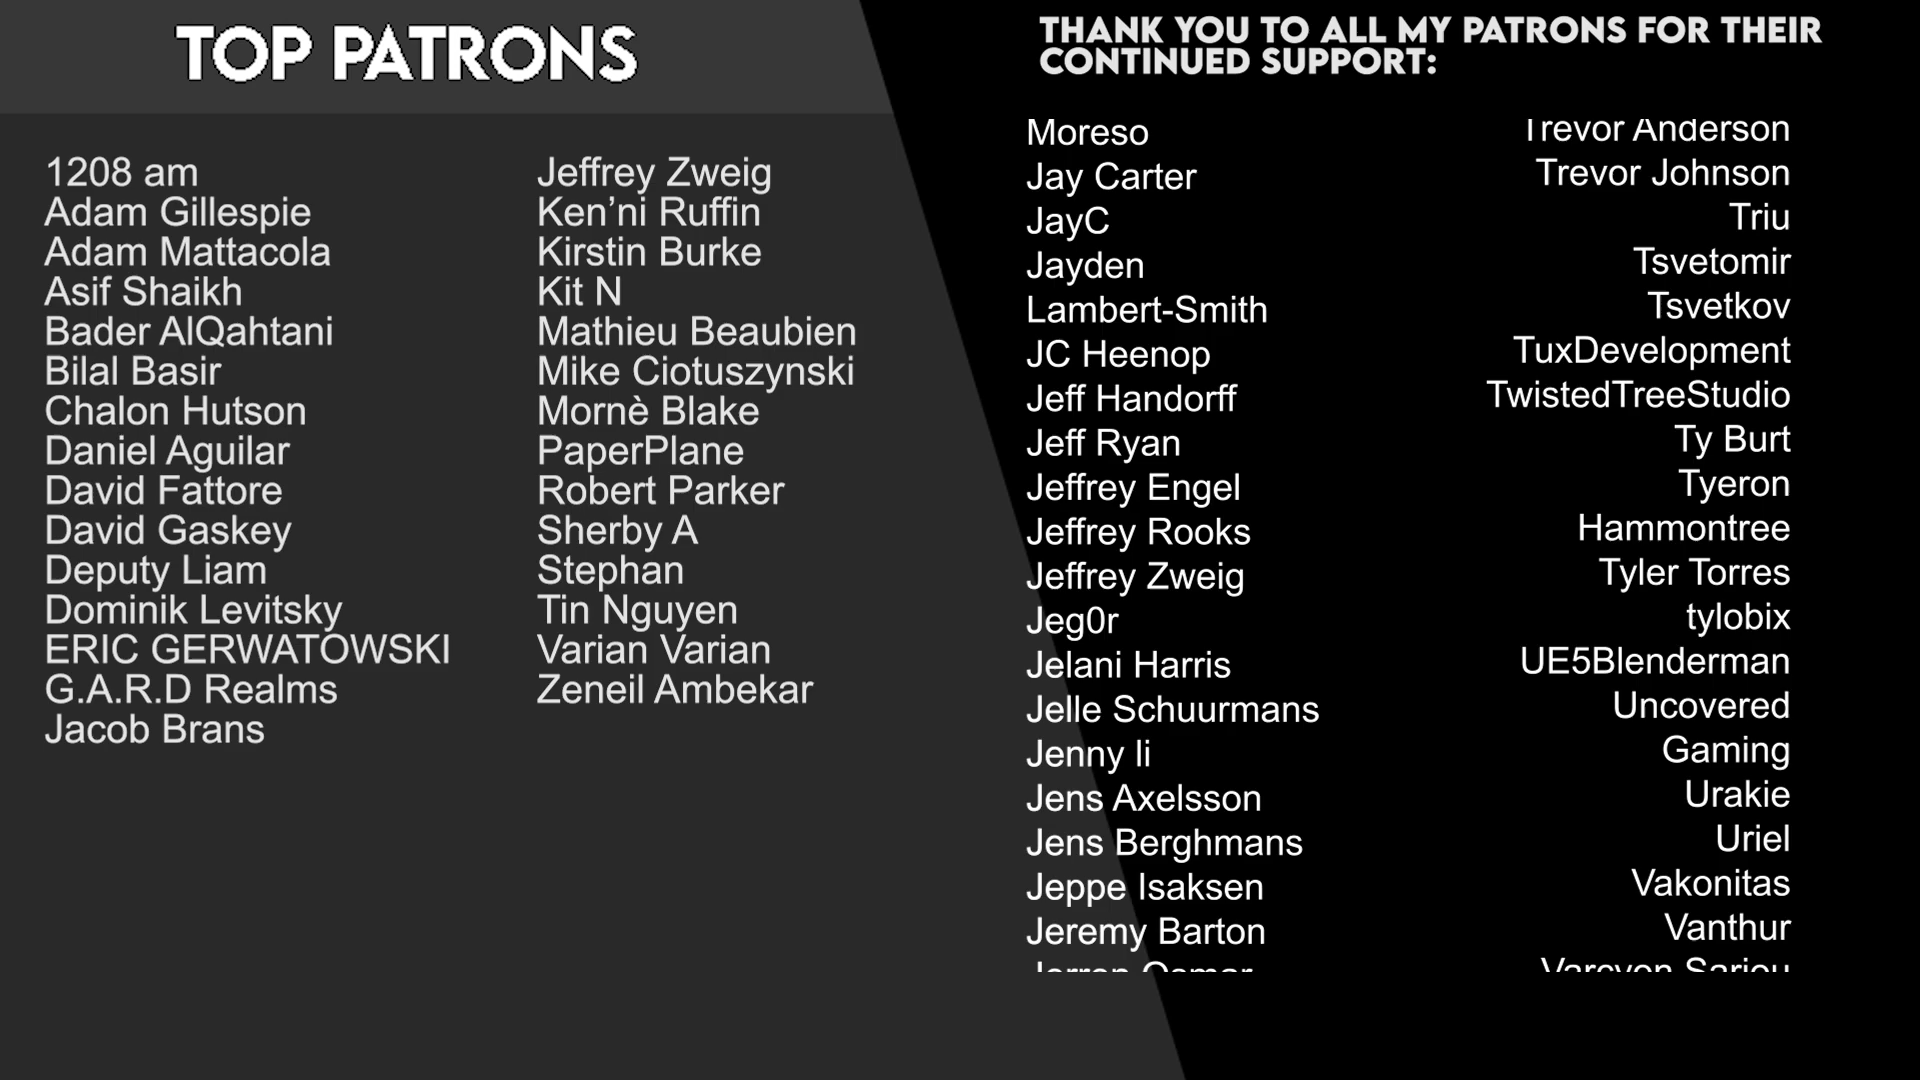 TOP PATRONS
1208 am
Adam Gillespie
Adam Mattacola
Asif Shaikh
Bader AlQahtani
Bilal Basir
Chalon Hutson
Daniel Aguilar
David Fattore
David Gaskey
Deputy Liam
Dominik Levitsky
ERIC GERWATOWSKI
G.A.R.D Realms
Jacob Brans
Jeffrey Zweig
Ken’ni Ruffin
Kirstin Burke
Kit N
Mathieu Beaubien
Mike Ciotuszynski
Mornè Blake
PaperPlane
Robert Parker
Sherby A
Stephan
Tin Nguyen
Varian Varian
Zeneil Ambekar
THANK YOU TO ALL MY PATRONS FOR THEIR
CONTINUED SUPPORT:
Moreso
Jay Carter
JayC
Jayden
Lambert-Smith
JC Heenop
Jeff Handorff
Jeff Ryan
Jeffrey Engel
Jeffrey Rooks
Jeffrey Zweig
Jeg0r
Jelani Harris
Jelle Schuurmans
Jenny li
Jens Axelsson
Jens Berghmans
Jeppe Isaksen
Jeremy Barton
Trevor Anderson
Trevor Johnson
Triu
Tsvetomir
Tsvetkov
TuxDevelopment
TwistedTreeStudio
Ty Burt
Tyeron
Hammontree
Tyler Torres
tylobix
UE5Blenderman
Uncovered
Gaming
Urakie
Uriel
Vakonitas
Vanthur